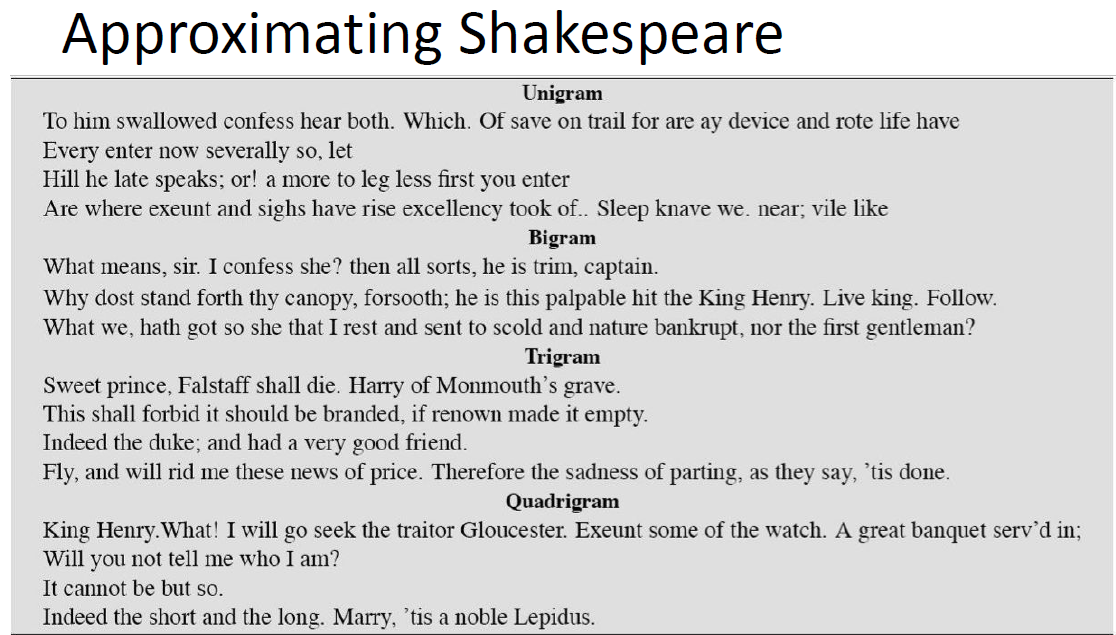 Approximating Shakespeare
Unigram
To him swallowed confess hear both. Which. Of save on trail for are ay device and rote life have
Every enter now severally so, let
Hill he late speaks; or! a more to leg less first you enter
Are where exeunt and sighs have rise excellency took of.. Sleep knave we. near; vile like
Bigram
What means, sir. I confess she? then all sorts, he is trim, captain.
Why dost stand forth thy canopy, forsooth; he is this palpable hit the King Henry. Live king. Follow.
What we, hath got so she that I rest and sent to scold and nature bankrupt, nor the first gentleman?
Trigram
Sweet prince, Falstaff shall die. Harry of Monmouth's grave.
This shall forbid it should be branded, if renown made it empty.
Indeed the duke; and had a very good friend.
Fly, and will rid me these news of price. Therefore the sadness of parting, as they say, 'tis done.
Quadrigram
King Henry.What! I will go seek the traitor Gloucester. Exeunt some of the watch. A great banquet serv'd in;
Will you not tell me who I am?
It cannot be but so.
Indeed the short and the long. Marry, 'tis a noble Lepidus.